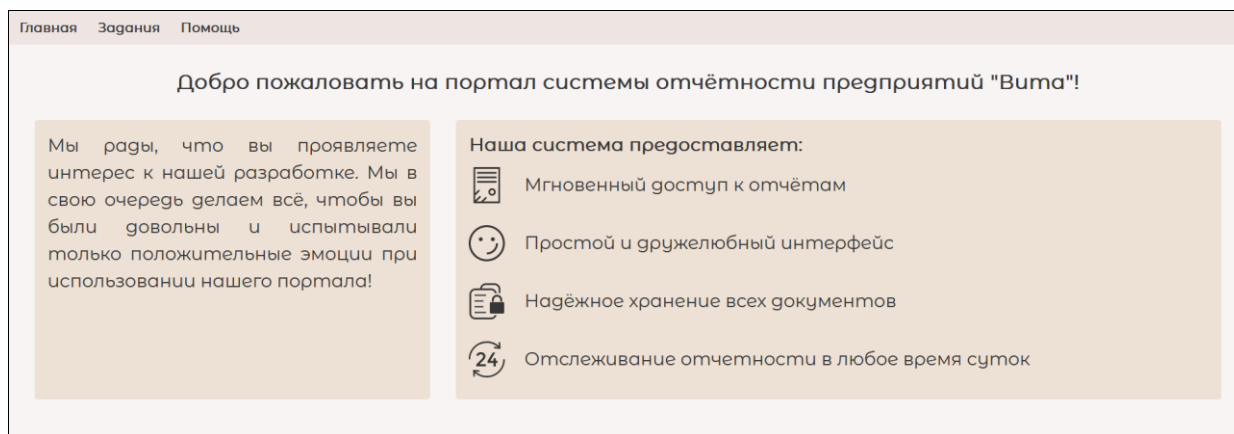 Главная Задания Помощь
Добро пожаловать на портал системы отчётности предприятий "Вита"!
Мы рады, что вы проявляете
интерес к нашей разработке. Мы в
свою очередь делаем всё, чтобы вы
были довольны и испытывали
только положительные эмоции при
использовании нашего портала!
Наша система предоставляет:
Мгновенный доступ к отчётам
Простой и дружелюбный интерфейс
Надёжное хранение всех документов
24
Отслеживание отчетности в любое время суток